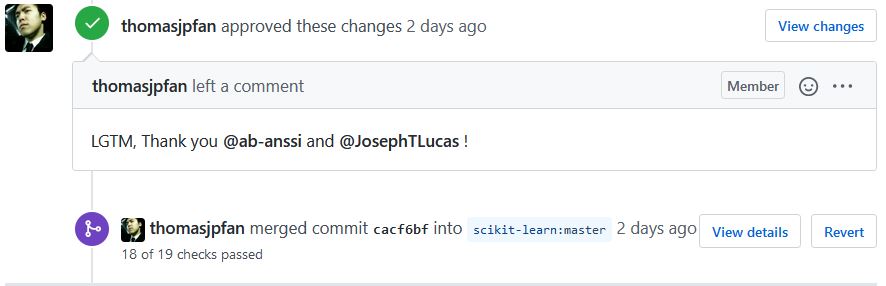 thomasjpfan approved these changes 2 days ago View changes
thomasjpfan left a comment Member
LGTM, Thank you @ab-anssi and @JosephTLucas !
thomasjpfan merged commit cacf6bf into scikit-learn:master 2 days ago View details Revert
18 of 19 checks passed